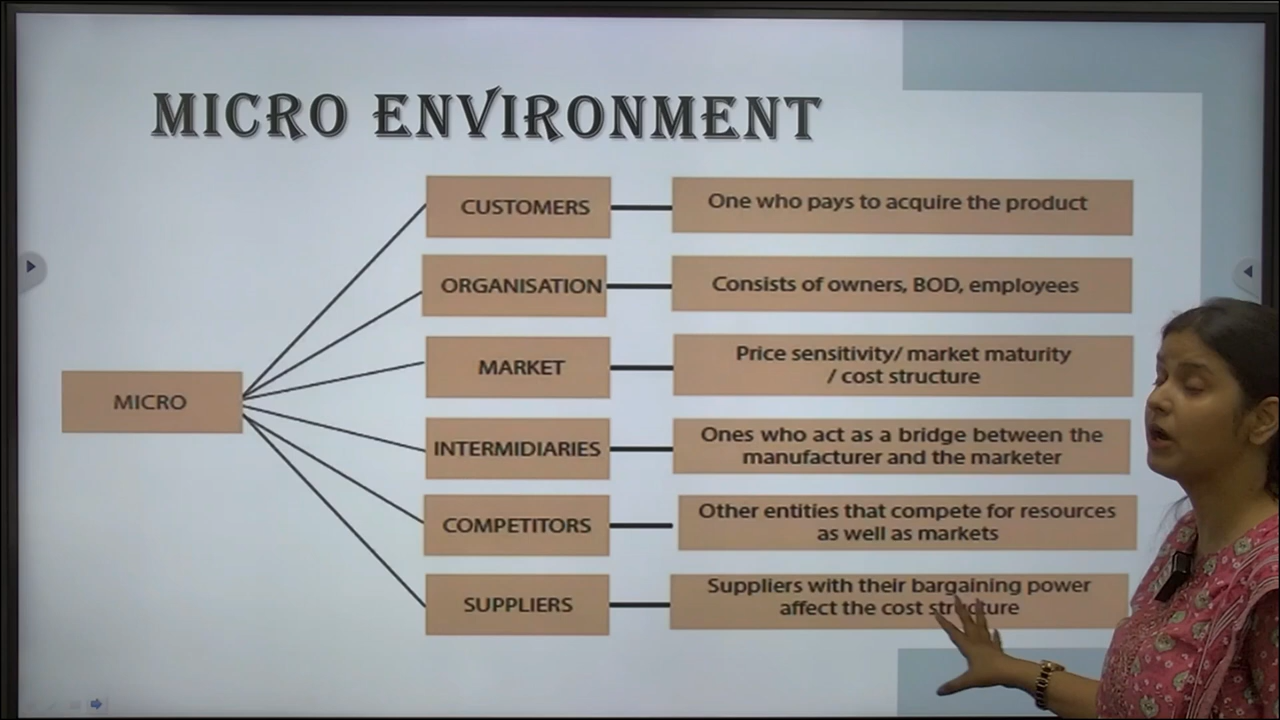 MICRO ENVIRONMENT
MICRO
CUSTOMERS
One who pays to acquire the product
ORGANISATION
Consists of owners, BOD, employees
MARKET
Price sensitivity/ market maturity
/ cost structure
INTERMIDIARIES
Ones who act as a bridge between the
manufacturer and the marketer
COMPETITORS
Other entities that compete for resources
as well as markets
SUPPLIERS
Suppliers with their bargaining power
affect the cost structure